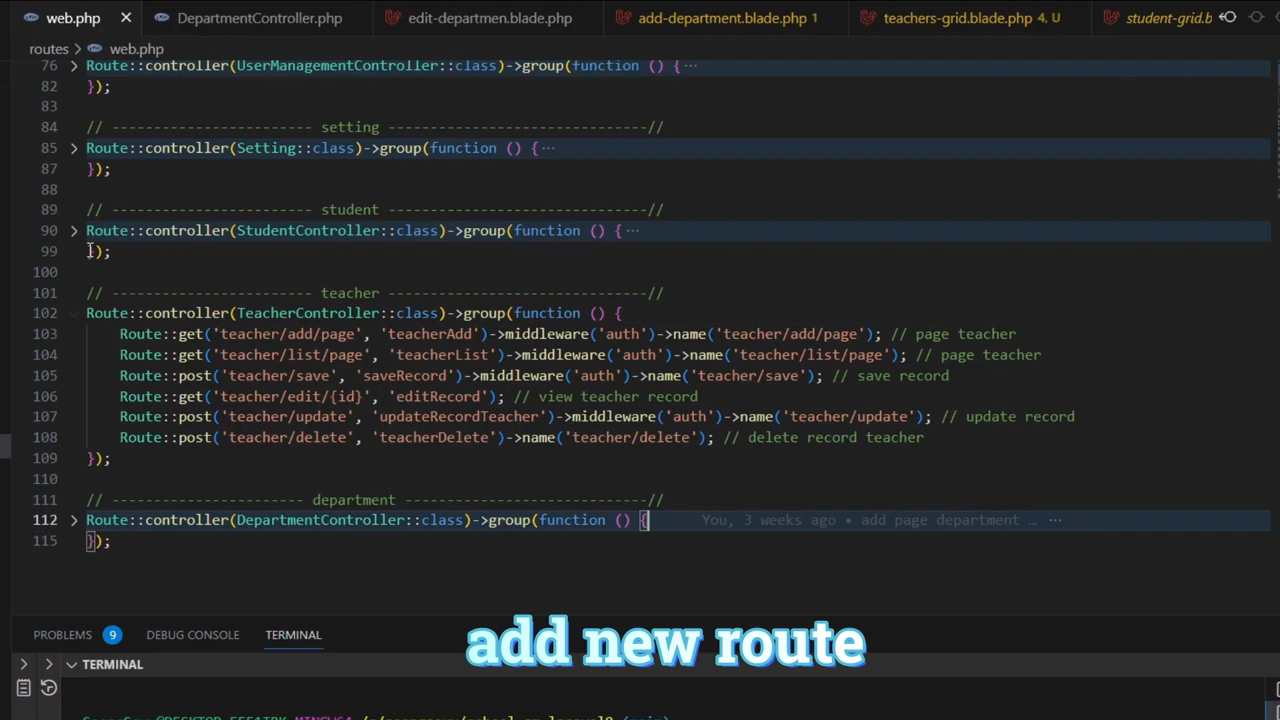 web.php DepartmentController.php edit-departmen.blade.php add-department.blade.php 1 teachers-grid.blade.php 4, U student-grid.b
routes > web.php
76 Route::controller(UserManagementController::class)->group(function () {···
82 });
83
84 // ------------------------ setting -------------------------------//
85 Route::controller(Setting::class)->group(function () {···
87 });
88
89 // ------------------------ student -------------------------------//
90 Route::controller(StudentController::class)->group(function () {···
99 });
100
101 // ------------------------ teacher -------------------------------//
102 Route::controller(TeacherController::class)->group(function () {
103 Route::get('teacher/add/page', 'teacherAdd')->middleware('auth')->name('teacher/add/page'); // page teacher
104 Route::get('teacher/list/page', 'teacherList')->middleware('auth')->name('teacher/list/page'); // page teacher
105 Route::post('teacher/save', 'saveRecord')->middleware('auth')->name('teacher/save'); // save record
106 Route::get('teacher/edit/{id}', 'editRecord'); // view teacher record
107 Route::post('teacher/update', 'updateRecordTeacher')->middleware('auth')->name('teacher/update'); // update record
108 Route::post('teacher/delete', 'teacherDelete')->name('teacher/delete'); // delete record teacher
109 });
110
111 // ----------------------- department -----------------------------//
112 Route::controller(DepartmentController::class)->group(function () { You, 3 weeks ago • add page department … ···
115 });
add new route
PROBLEMS 9 DEBUG CONSOLE TERMINAL
TERMINAL